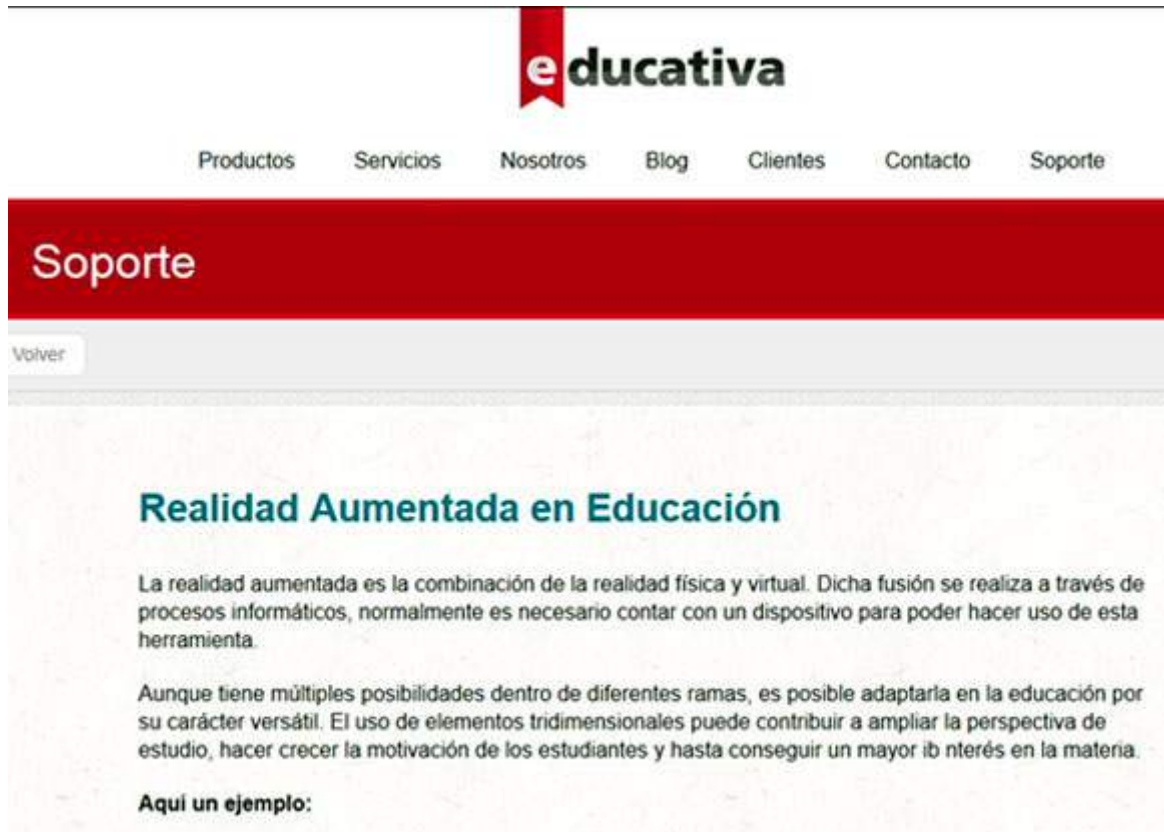 educativa
Productos Servicios Nosotros Blog Clientes Contacto Soporte
Soporte
Volver
Realidad Aumentada en Educación
La realidad aumentada es la combinación de la realidad física y virtual. Dicha fusión se realiza a través de
procesos informáticos, normalmente es necesario contar con un dispositivo para poder hacer uso de esta
herramienta.
Aunque tiene múltiples posibilidades dentro de diferentes ramas, es posible adaptarla en la educación por
su carácter versátil. El uso de elementos tridimensionales puede contribuir a ampliar la perspectiva de
estudio, hacer crecer la motivación de los estudiantes y hasta conseguir un mayor ib nterés en la materia.
Aquí un ejemplo: